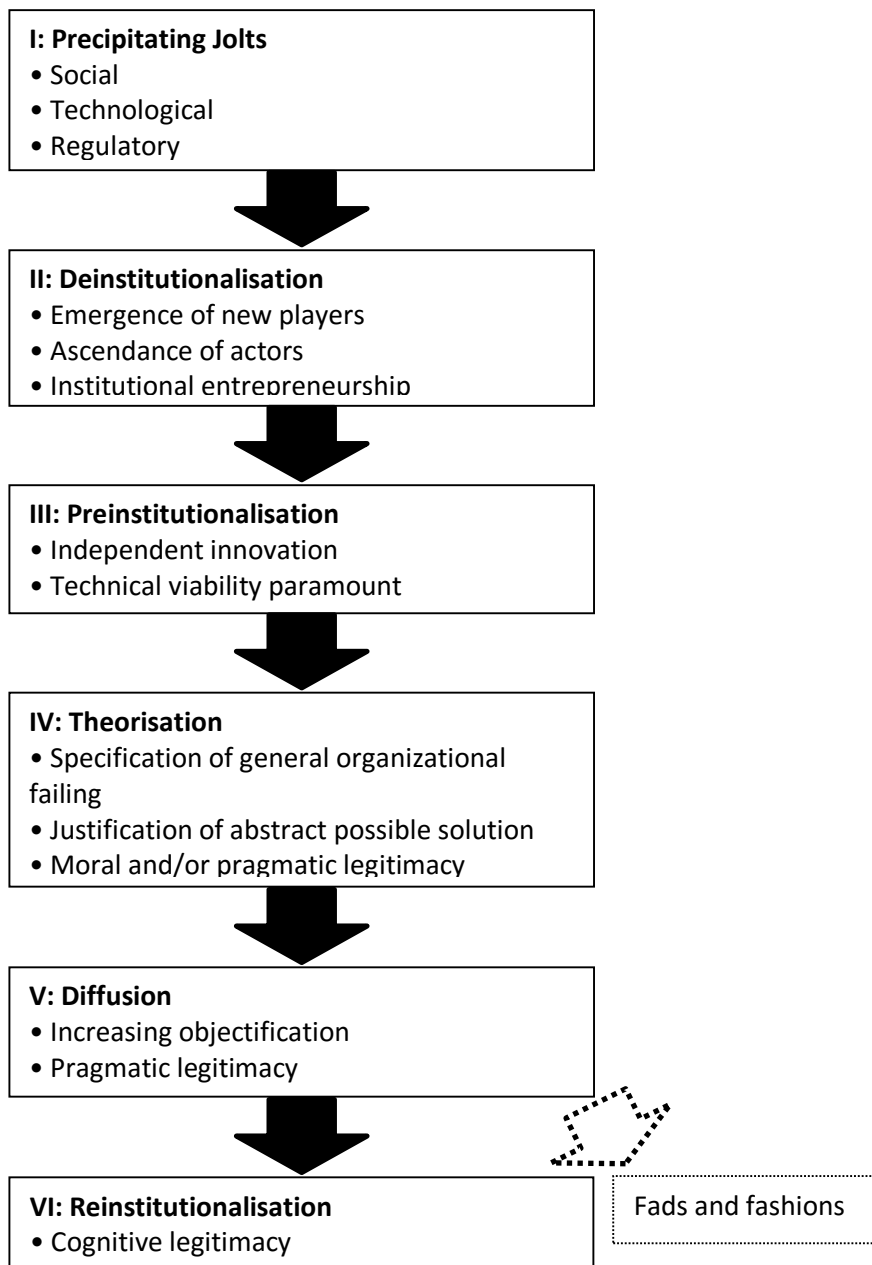 I: Precipitating Jolts
• Social
• Technological
• Regulatory
II: Deinstitutionalisation
• Emergence of new players
• Ascendance of actors
• Institutional entrepreneurship
III: Preinstitutionalisation
• Independent innovation
• Technical viability paramount
IV: Theorisation
• Specification of general organizational
failing
• Justification of abstract possible solution
• Moral and/or pragmatic legitimacy
V: Diffusion
• Increasing objectification
• Pragmatic legitimacy
VI: Reinstitutionalisation
• Cognitive legitimacy
Fads and fashions